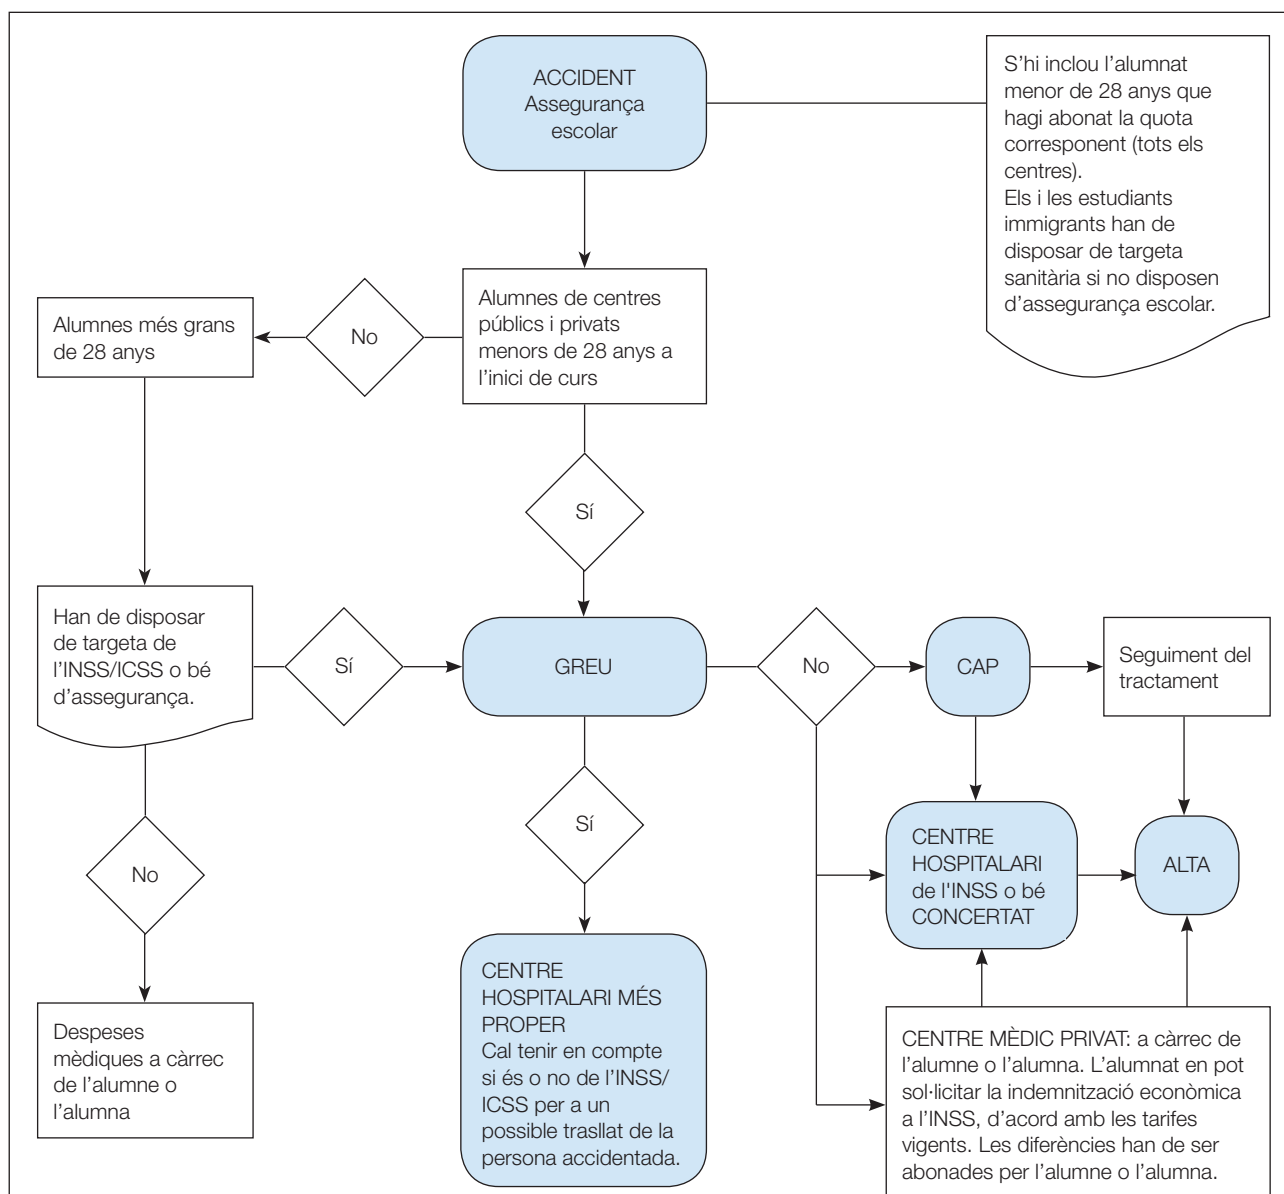 ACCIDENT
Assegurança
escolar
S’hi inclou l’alumnat
menor de 28 anys que
hagi abonat la quota
corresponent (tots els
centres).
Els i les estudiants
immigrants han de
disposar de targeta
sanitària si no disposen
d’assegurança escolar.
Alumnes més grans
de 28 anys
No
Alumnes de centres
públics i privats
menors de 28 anys a
l’inici de curs
Sí
Han de disposar
de targeta de
l’INSS/ICSS o bé
d’assegurança.
Sí
GREU
No
CAP
Seguiment del
tractament
No
Sí
CENTRE
HOSPITALARI
de l'INSS o bé
CONCERTAT
ALTA
Despeses
mèdiques a càrrec
de l’alumne o
l’alumna
CENTRE
HOSPITALARI MÉS
PROPER
Cal tenir en compte
si és o no de l’INSS/
ICSS per a un
possible trasllat de la
persona accidentada.
CENTRE MÈDIC PRIVAT: a càrrec de
l’alumne o l’alumna. L’alumnat en pot
sol·licitar la indemnització econòmica
a l’INSS, d’acord amb les tarifes
vigents. Les diferències han de ser
abonades per l’alumne o l’alumna.